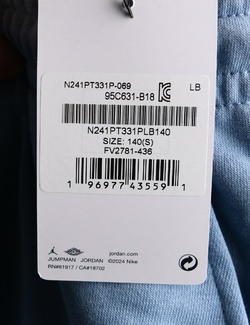 N241PT331P-069
95C631-B18
LB
N241PT331PLB140
SIZE: 140(S)
FV2781-436
1 96977 43559 1
jordan.com
JUMPMAN JORDAN ©2024 Nike
RN#61917 / CA#18702